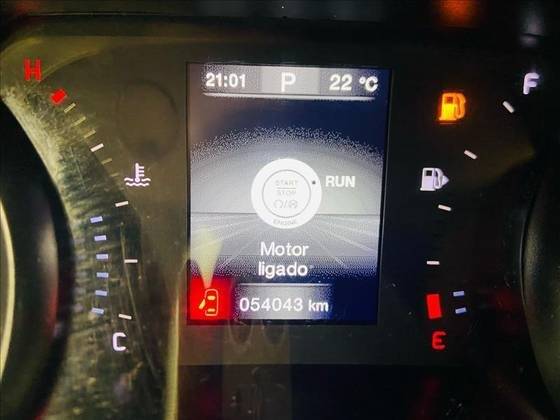 H
21:01 P 22 °C
F
START
STOP
ENGINE
RUN
Motor
ligado
054043 km
C
E